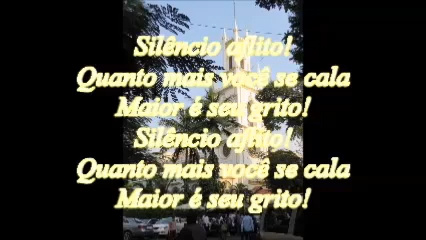 Silêncio aflito!
Quanto mais você se cala
Maior é seu grito!
Silêncio aflito!
Quanto mais você se cala
Maior é seu grito!